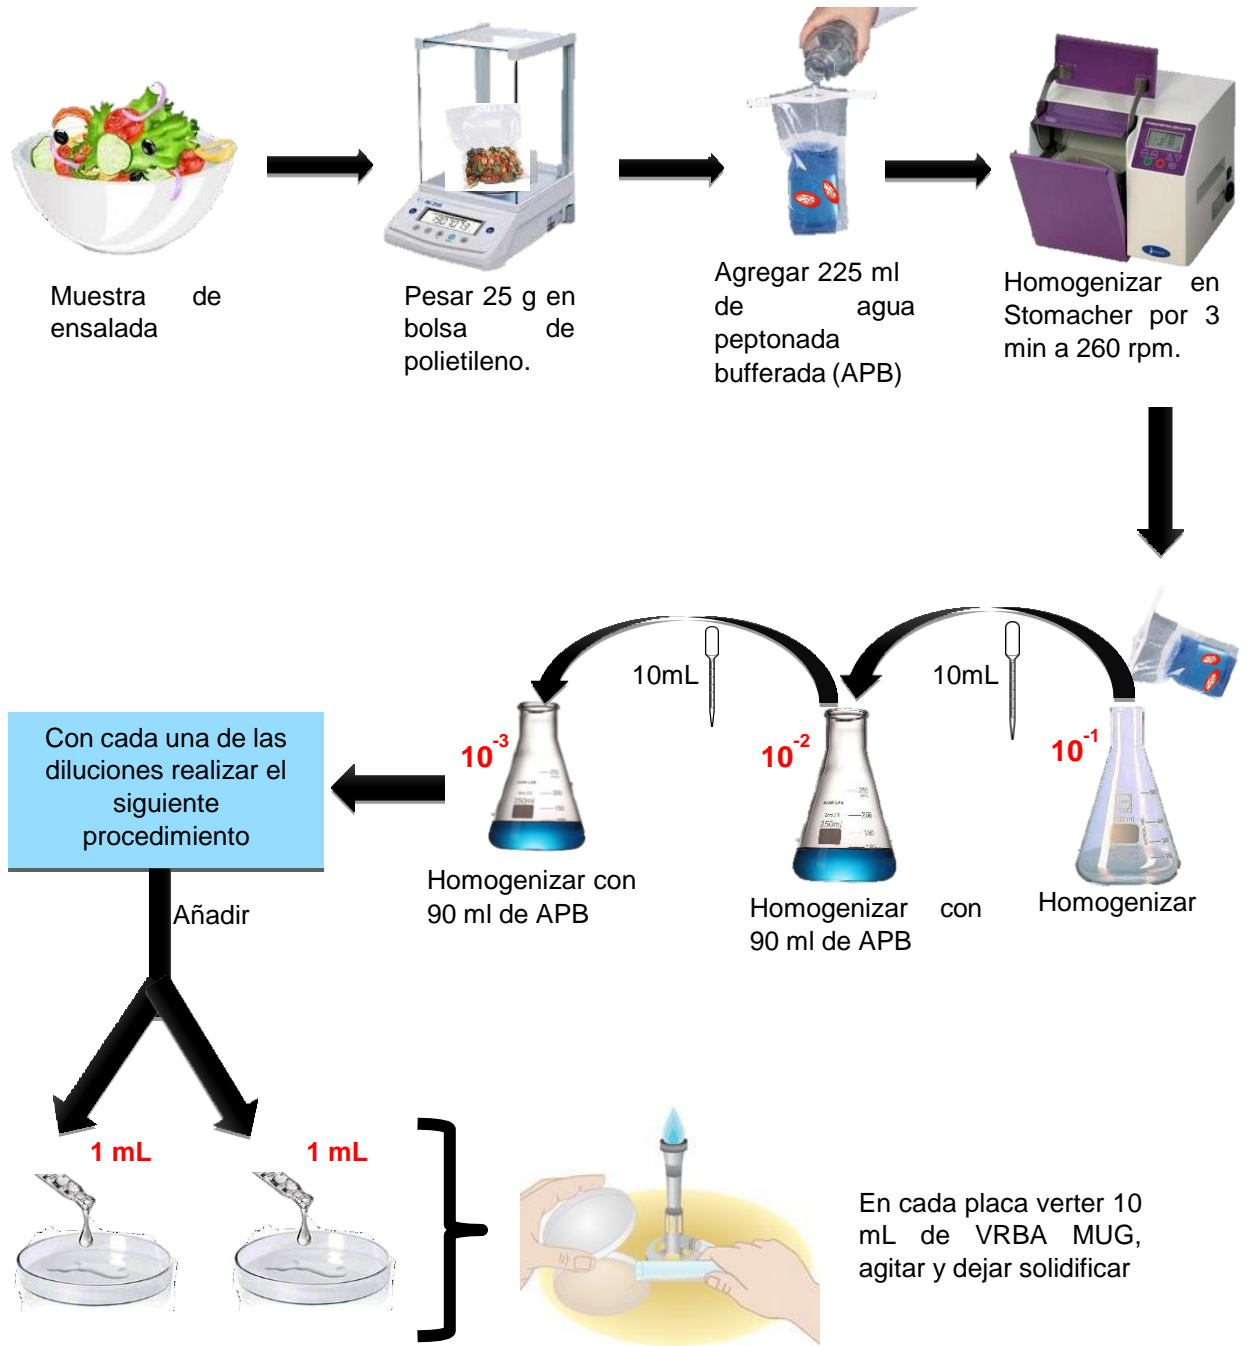 Muestra de
ensalada
Pesar 25 g en
bolsa de
polietileno.
Agregar 225 ml
de agua
peptonada
bufferada (APB)
Homogenizar en
Stomacher por 3
min a 260 rpm.
10mL
10mL
10-3
10-2
10-1
Con cada una de las
diluciones realizar el
siguiente
procedimiento
Homogenizar con
90 ml de APB
Homogenizar con
90 ml de APB
Homogenizar
Añadir
1 mL
1 mL
En cada placa verter 10
mL de VRBA MUG,
agitar y dejar solidificar